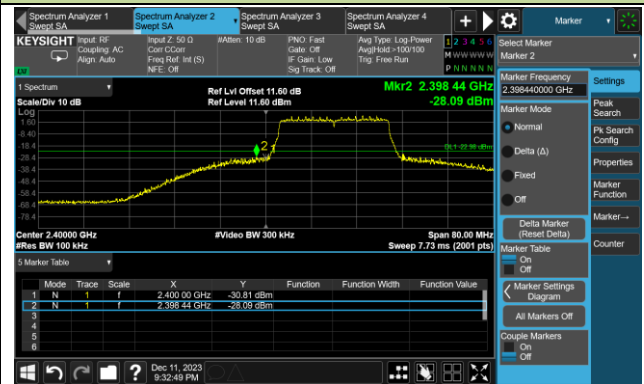 Spectrum Analyzer 1
Swept SA
Spectrum Analyzer 2
Swept SA
Spectrum Analyzer 3
Swept SA
Spectrum Analyzer 4
Swept SA
Marker
KEYSIGHT
Input: RF
Coupling: AC
Align: Auto
Input Z: 50 Ω
Corr CCorr
Freq Ref: Int (S)
NFE: Off
#Atten: 10 dB
PNO: Fast
Gate: Off
IF Gain: Low
Sig Track: Off
Avg Type: Log-Power
Avg|Hold >100/100
Trig: Free Run
1 2 3 4 5 6
M W W W W W
P N N N N N
Select Marker
Marker 2
1 Spectrum
Scale/Div 10 dB
Log
Ref Lvl Offset 11.60 dB
Ref Level 11.60 dBm
Mkr2 2.398 44 GHz
-28.09 dBm
1.60
-8.40
-18.4
-28.4
-38.4
-48.4
-58.4
-68.4
-78.4
2
DL1 -22.96 dBm
Center 2.40000 GHz
#Res BW 100 kHz
#Video BW 300 kHz
Span 80.00 MHz
Sweep 7.73 ms (2001 pts)
5 Marker Table
Mode Trace Scale X Y Function Function Width Function Value
1 N 1 f 2.400 00 GHz -30.81 dBm
2 N 1 f 2.398 44 GHz -28.09 dBm
3
4
5
6
Marker Frequency
2.398440000 GHz
Marker Mode
Normal
Delta (Δ)
Fixed
Off
Delta Marker
(Reset Delta)
Marker Table
On
Off
Marker Settings
Diagram
All Markers Off
Couple Markers
On
Off
Settings
Peak
Search
Pk Search
Config
Properties
Marker
Function
Marker→
Counter
Dec 11, 2023
9:32:49 PM